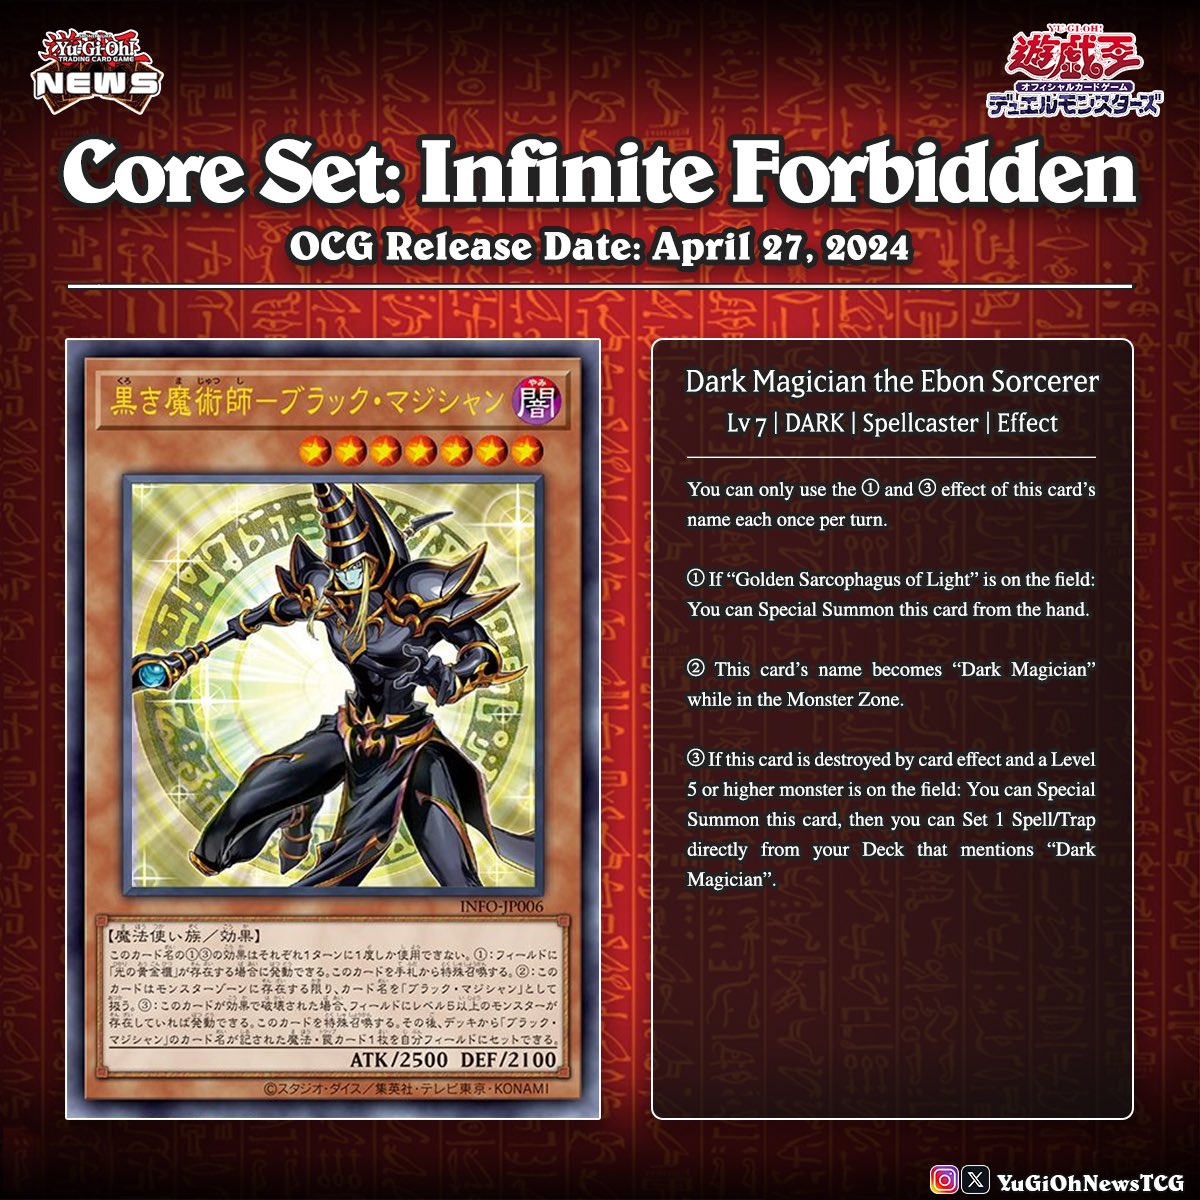 Yu-Gi-Oh!
TRADING CARD GAME
NEWS
YU-GI-OH!
遊戯王
オフィシャルカードゲーム
デュエルモンスターズ
Core Set: Infinite Forbidden
OCG Release Date: April 27, 2024
黒き魔術師－ブラック・マジシャン
闇
INFO-JP006
【魔法使い族／効果】
このカード名の①③の効果はそれぞれ1ターンに1度しか使用できない。①：フィールドに
「光の黄金櫃」が存在する場合に発動できる。このカードを手札から特殊召喚する。②：この
カードはモンスターゾーンに存在する限り、カード名を「ブラック・マジシャン」として
扱う。③：このカードが効果で破壊された場合、フィールドにレベル5以上のモンスターが
存在していれば発動できる。このカードを特殊召喚する。その後、デッキから「ブラック・
マジシャン」のカード名が記された魔法・罠カード1枚を自分フィールドにセットできる。
ATK/2500 DEF/2100
©スタジオ・ダイス／集英社・テレビ東京・KONAMI
Dark Magician the Ebon Sorcerer
Lv 7 | DARK | Spellcaster | Effect
You can only use the ① and ③ effect of this card’s
name each once per turn.
① If “Golden Sarcophagus of Light” is on the field:
You can Special Summon this card from the hand.
② This card’s name becomes “Dark Magician”
while in the Monster Zone.
③ If this card is destroyed by card effect and a Level
5 or higher monster is on the field: You can Special
Summon this card, then you can Set 1 Spell/Trap
directly from your Deck that mentions “Dark
Magician”.
YuGiOhNewsTCG